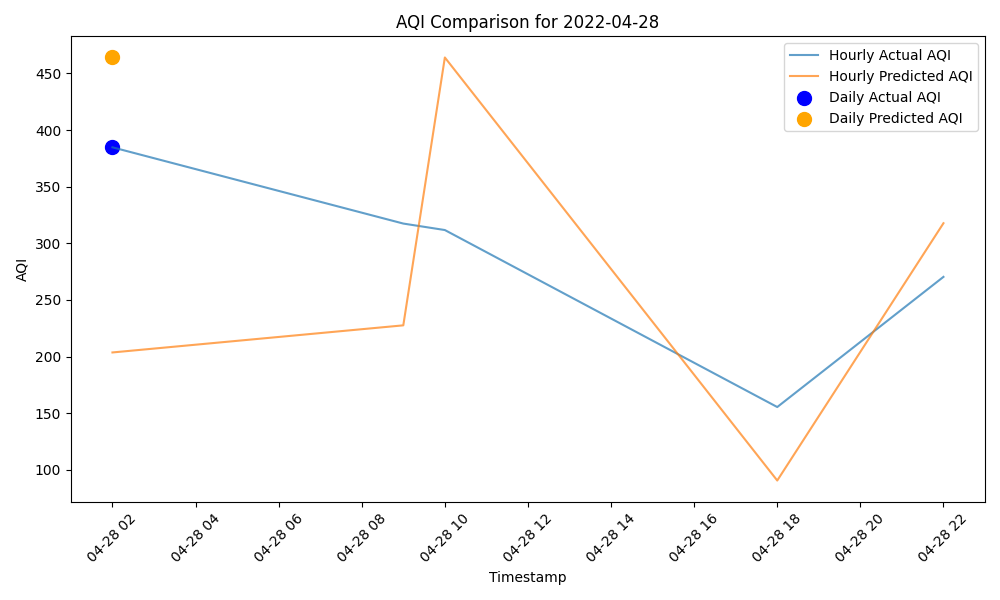 AQI Comparison for 2022-04-28
Hourly Actual AQI
Hourly Predicted AQI
Daily Actual AQI
Daily Predicted AQI
AQI
450
400
350
300
250
200
150
100
04-28 02
04-28 04
04-28 06
04-28 08
04-28 10
04-28 12
04-28 14
04-28 16
04-28 18
04-28 20
04-28 22
Timestamp